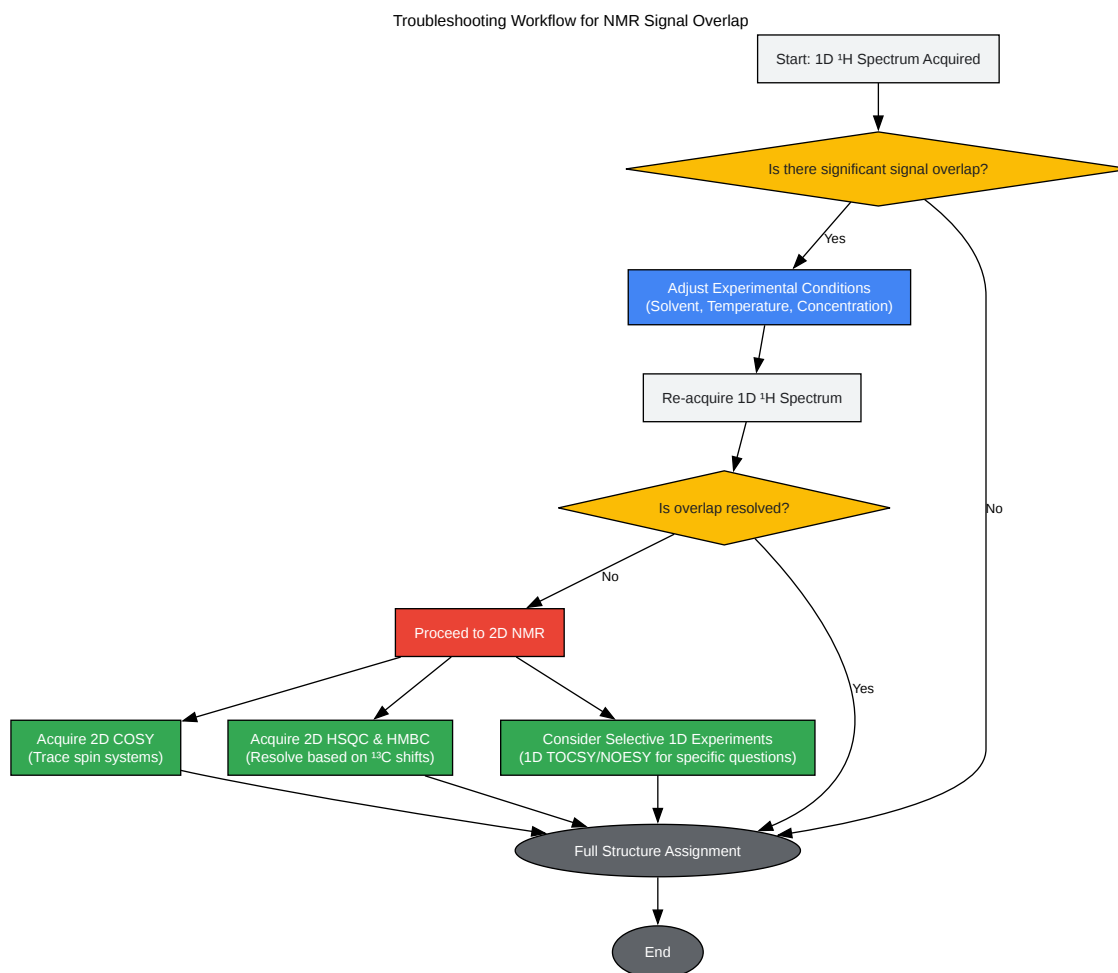 Troubleshooting Workflow for NMR Signal Overlap
Start: 1D ¹H Spectrum Acquired
Is there significant signal overlap?
Yes
Adjust Experimental Conditions
(Solvent, Temperature, Concentration)
Re-acquire 1D ¹H Spectrum
Is overlap resolved?
No
No
Proceed to 2D NMR
Yes
Acquire 2D COSY
(Trace spin systems)
Acquire 2D HSQC & HMBC
(Resolve based on ¹³C shifts)
Consider Selective 1D Experiments
(1D TOCSY/NOESY for specific questions)
Full Structure Assignment
End